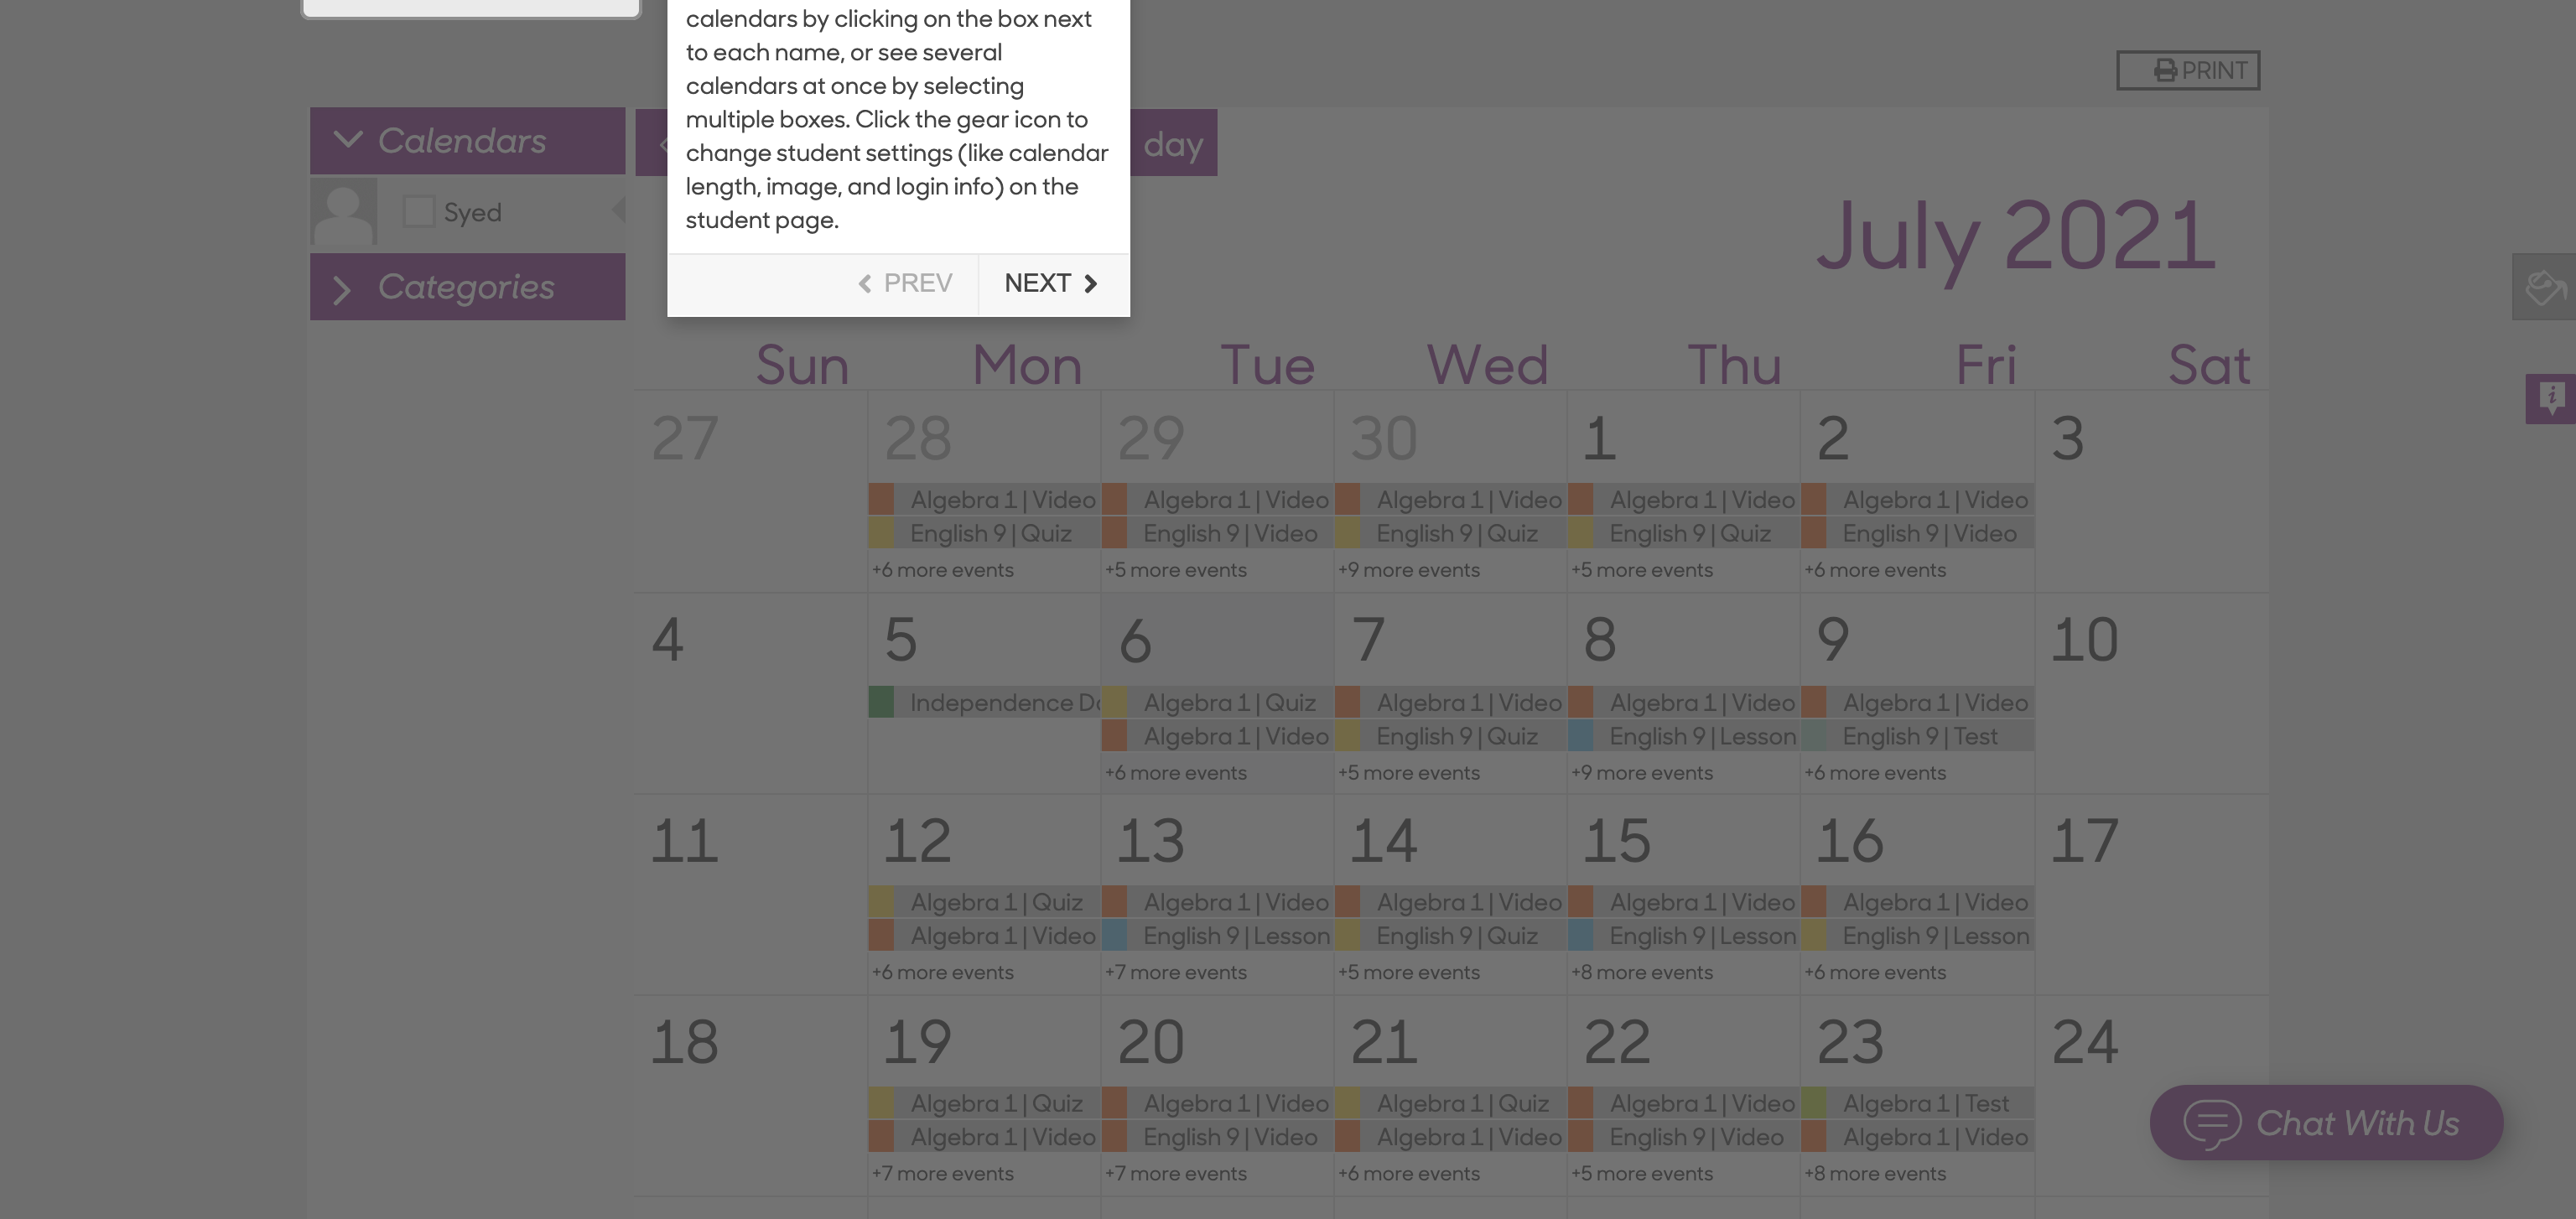 calendars by clicking on the box next
to each name, or see several
calendars at once by selecting
multiple boxes. Click the gear icon to
change student settings (like calendar
length, image, and login info) on the
student page.
PREV NEXT
PRINT
Calendars
Syed
Categories
day
July 2021
Sun Mon Tue Wed Thu Fri Sat
27 28 29 30 1 2 3
Algebra 1 | Video Algebra 1 | Video Algebra 1 | Video Algebra 1 | Video Algebra 1 | Video
English 9 | Quiz English 9 | Video English 9 | Quiz English 9 | Quiz English 9 | Video
+6 more events +5 more events +9 more events +5 more events +6 more events
4 5 6 7 8 9 10
Independence Algebra 1 | Quiz Algebra 1 | Video Algebra 1 | Video Algebra 1 | Video
Algebra 1 | Video English 9 | Quiz English 9 | Lesson English 9 | Test
+6 more events +5 more events +9 more events +6 more events
11 12 13 14 15 16 17
Algebra 1 | Quiz Algebra 1 | Video Algebra 1 | Video Algebra 1 | Video Algebra 1 | Video
Algebra 1 | Video English 9 | Lesson English 9 | Quiz English 9 | Lesson English 9 | Lesson
+6 more events +7 more events +5 more events +8 more events +6 more events
18 19 20 21 22 23 24
Algebra 1 | Quiz Algebra 1 | Video Algebra 1 | Quiz Algebra 1 | Video Algebra 1 | Test
Algebra 1 | Video English 9 | Video Algebra 1 | Video English 9 | Video Algebra 1 | Video
+7 more events +7 more events +6 more events +5 more events +8 more events
Chat With Us